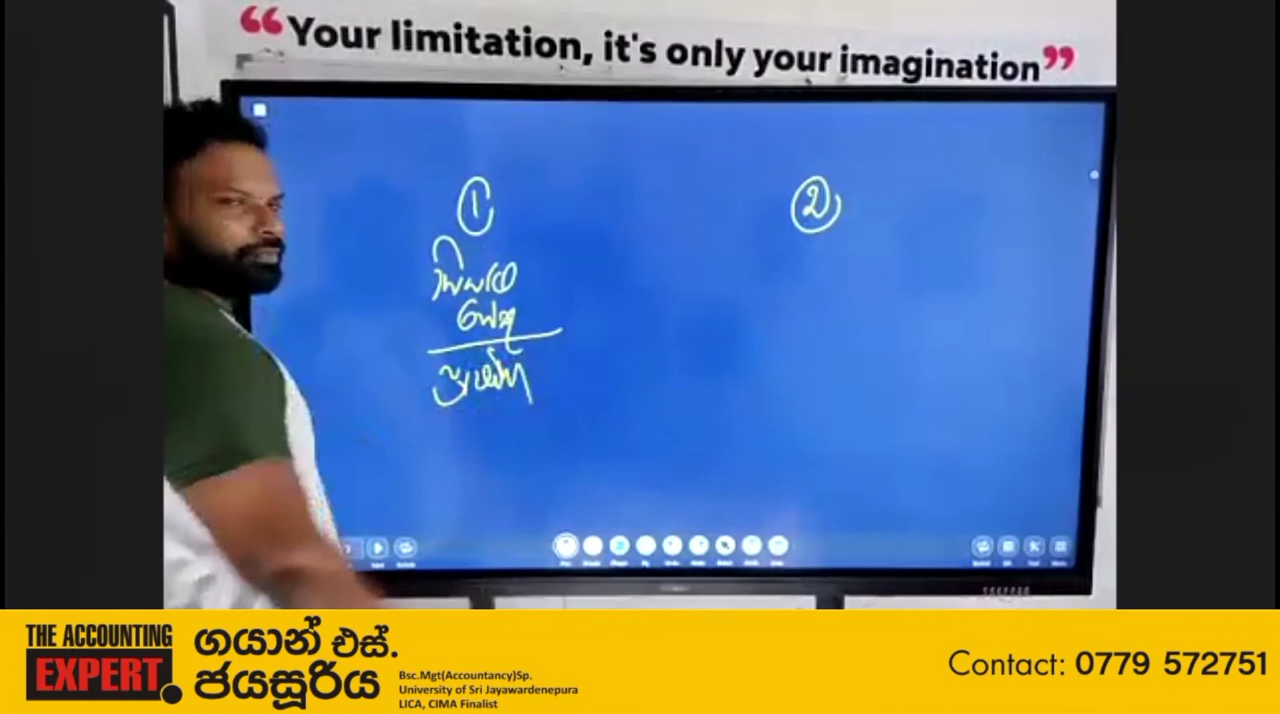 “Your limitation, it's only your imagination”
①
②
THE ACCOUNTING
EXPERT.
ගයාන් එස්.
ජයසූරිය
Bsc.Mgt(Accountancy)Sp.
University of Sri Jayawardenepura
LICA, CIMA Finalist
Contact: 0779 572751